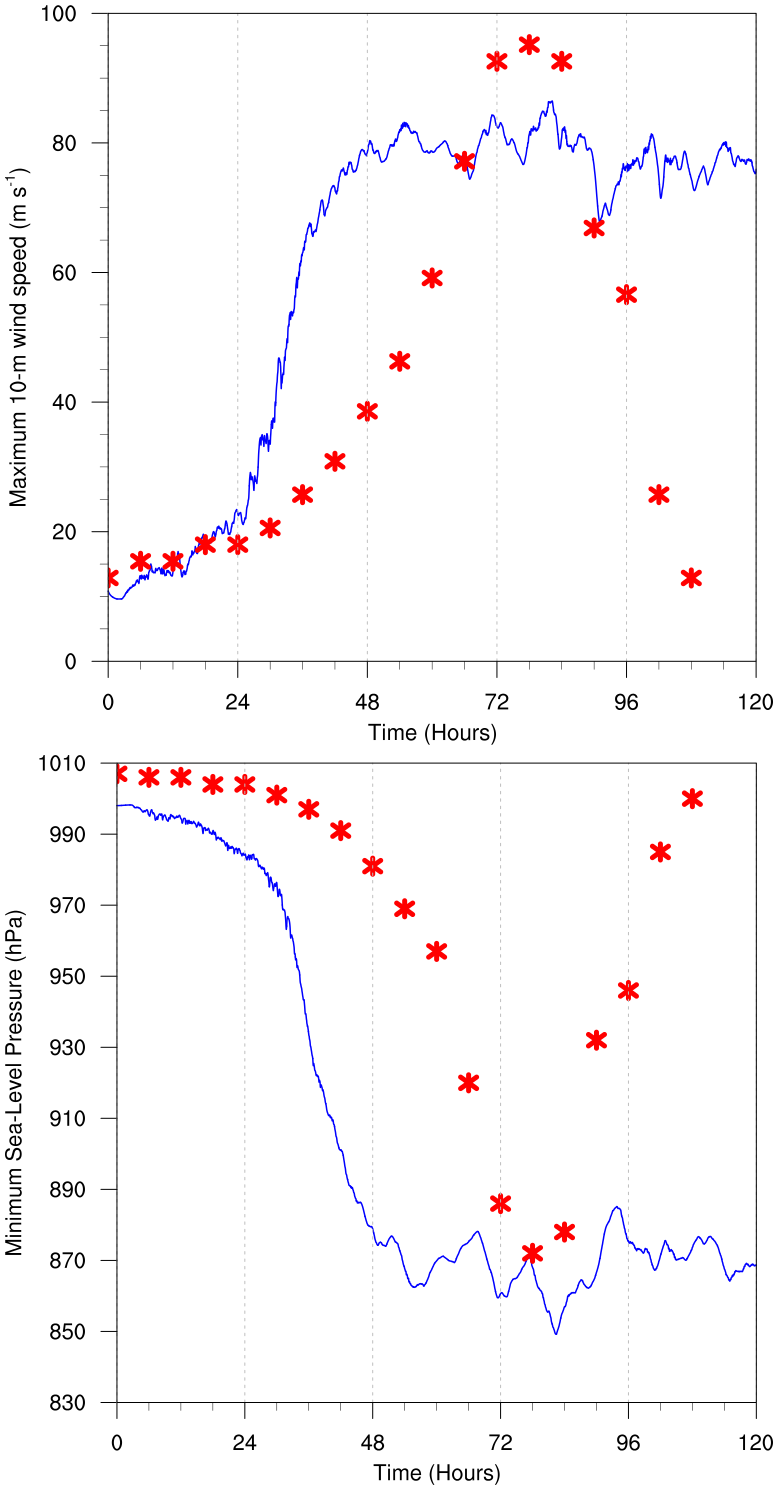 100
80
60
40
20
0
Maximum 10-m wind speed (m s⁻¹)
0 24 48 72 96 120
Time (Hours)
1010
990
970
950
930
910
890
870
850
830
Minimum Sea-Level Pressure (hPa)
0 24 48 72 96 120
Time (Hours)